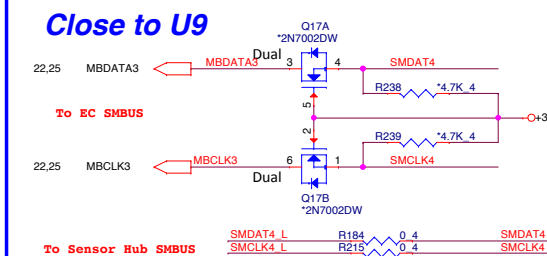 Close to U9
Q17A
*2N7002DW
Dual
22,25 MBDATA3 MBDATA3 3 4 SMDAT4
R238 *4.7K_4
To EC SMBUS
5
+3
2
R239 *4.7K_4
22,25 MBCLK3 MBCLK3 6 1 SMCLK4
Dual
Q17B
*2N7002DW
SMDAT4_L R184 0_4 SMDAT4
To Sensor Hub SMBUS SMCLK4_L R215 0_4 SMCLK4